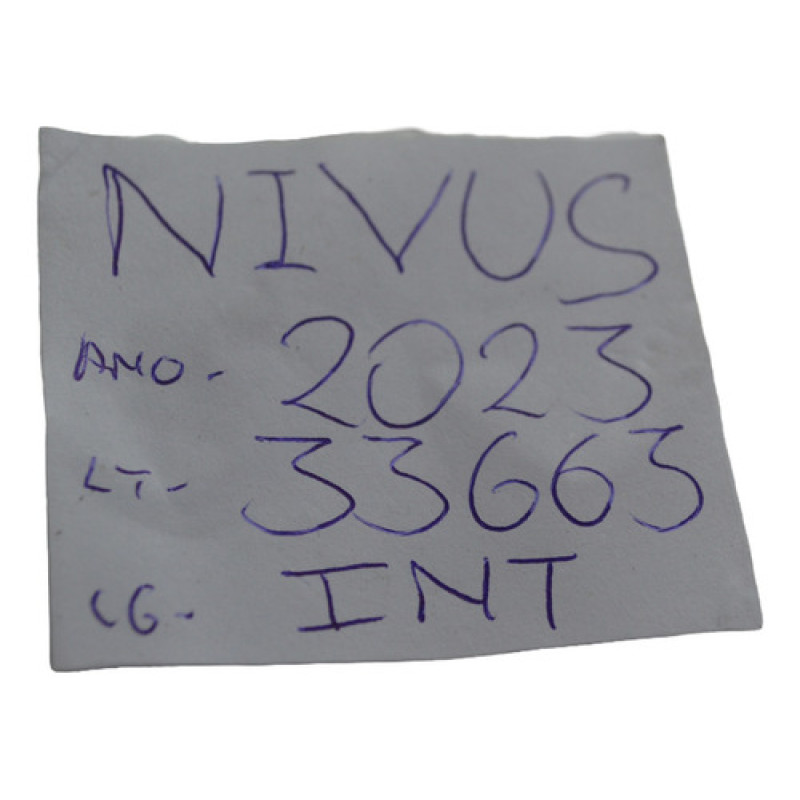 NIVUS
ANO- 2023
LT- 33663
CG- INT